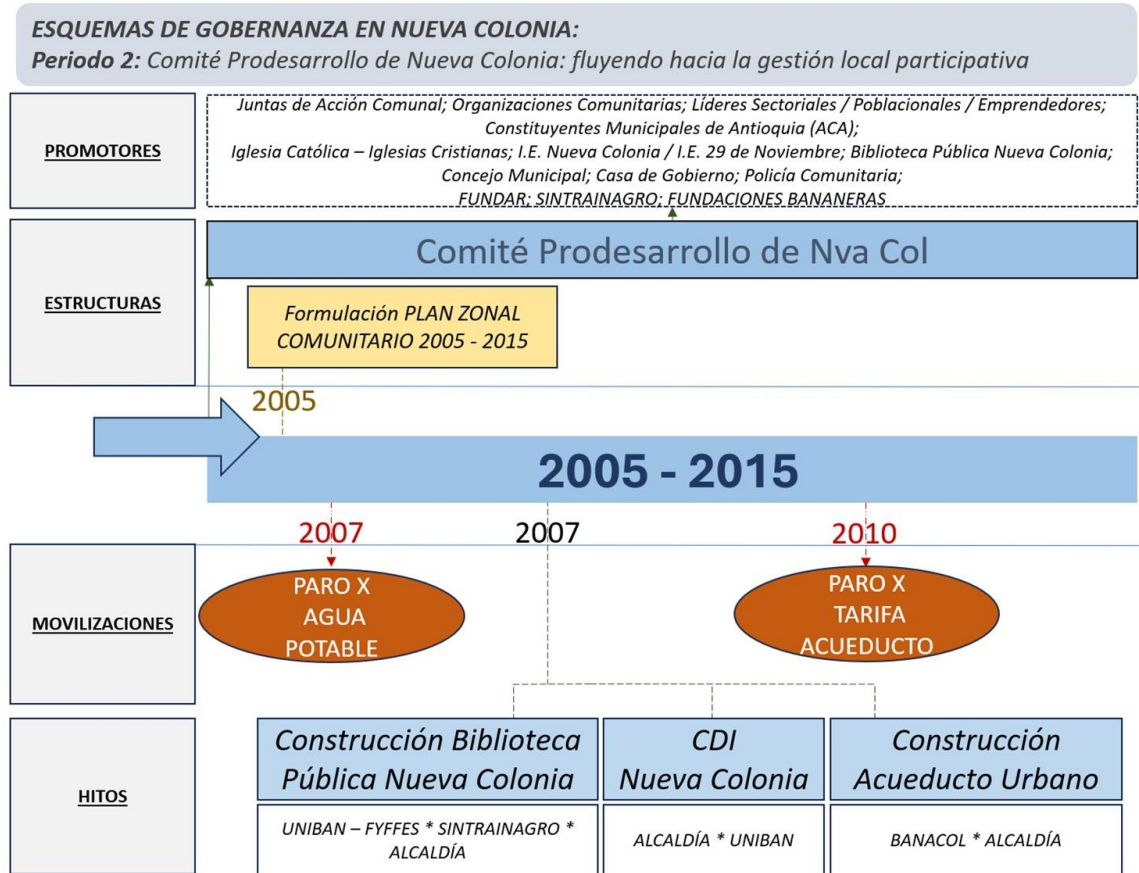 ESQUEMAS DE GOBERNANZA EN NUEVA COLONIA:
Periodo 2: Comité Prodesarrollo de Nueva Colonia: fluyendo hacia la gestión local participativa
PROMOTORES
Juntas de Acción Comunal; Organizaciones Comunitarias; Líderes Sectoriales / Poblacionales / Emprendedores;
Constituyentes Municipales de Antioquia (ACA);
Iglesia Católica – Iglesias Cristianas; I.E. Nueva Colonia / I.E. 29 de Noviembre; Biblioteca Pública Nueva Colonia;
Concejo Municipal; Casa de Gobierno; Policía Comunitaria;
FUNDAR; SINTRAINAGRO; FUNDACIONES BANANERAS
ESTRUCTURAS
Comité Prodesarrollo de Nva Col
Formulación PLAN ZONAL
COMUNITARIO 2005 - 2015
2005
2005 - 2015
2007
2007
2010
MOVILIZACIONES
PARO X
AGUA
POTABLE
PARO X
TARIFA
ACUEDUCTO
HITOS
Construcción Biblioteca
Pública Nueva Colonia
UNIBAN – FYFFES * SINTRAINAGRO *
ALCALDÍA
CDI
Nueva Colonia
ALCALDÍA * UNIBAN
Construcción
Acueducto Urbano
BANACOL * ALCALDÍA